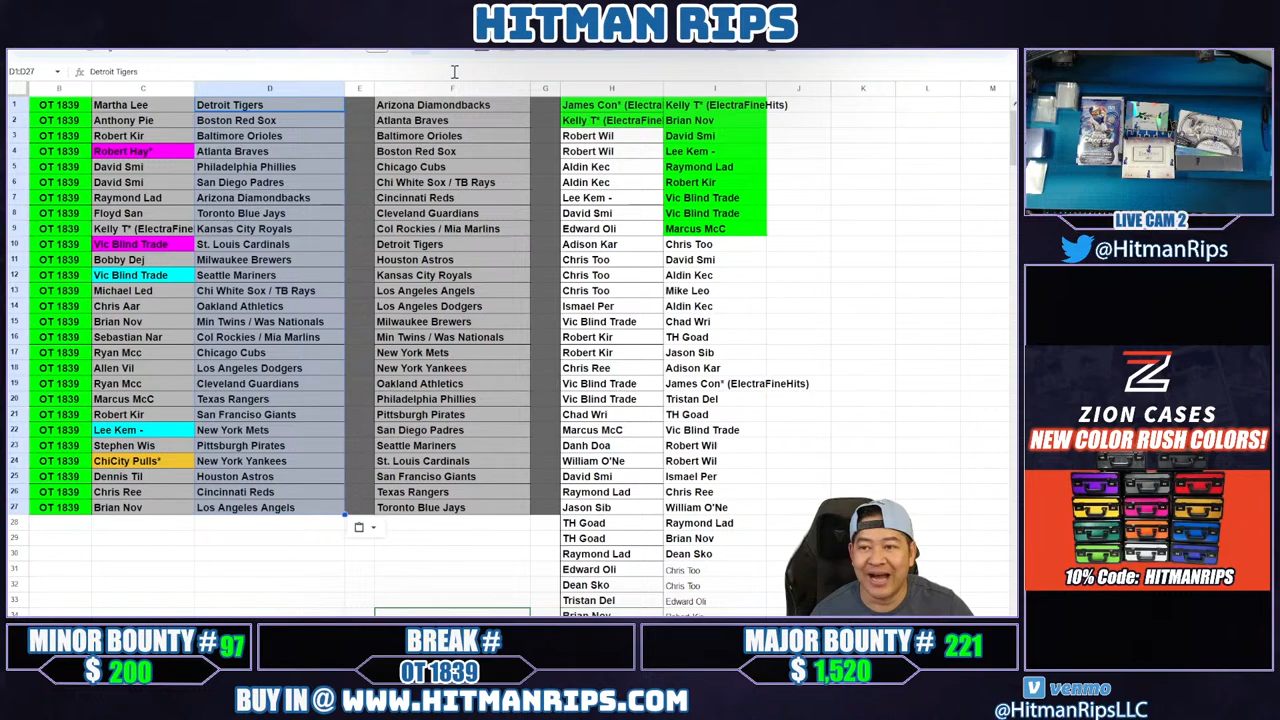 HITMAN RIPS
D1:D27 fx Detroit Tigers
B C D E F G H I J K L M
1 OT 1839 Martha Lee Detroit Tigers Arizona Diamondbacks James Con* (Electra Kelly T* (ElectraFineHits)
2 OT 1839 Anthony Pie Boston Red Sox Atlanta Braves Kelly T* (ElectraFine Brian Nov
3 OT 1839 Robert Kir Baltimore Orioles Baltimore Orioles Robert Wil David Smi
4 OT 1839 Robert Hay* Atlanta Braves Boston Red Sox Robert Wil Lee Kem -
5 OT 1839 David Smi Philadelphia Phillies Chicago Cubs Aldin Kec Raymond Lad
6 OT 1839 David Smi San Diego Padres Chi White Sox / TB Rays Aldin Kec Robert Kir
7 OT 1839 Raymond Lad Arizona Diamondbacks Cincinnati Reds Lee Kem - Vic Blind Trade
8 OT 1839 Floyd San Toronto Blue Jays Cleveland Guardians David Smi Vic Blind Trade
9 OT 1839 Kelly T* (ElectraFine Kansas City Royals Col Rockies / Mia Marlins Edward Oli Marcus McC
10 OT 1839 Vic Blind Trade St. Louis Cardinals Detroit Tigers Adison Kar Chris Too
11 OT 1839 Bobby Dej Milwaukee Brewers Houston Astros Chris Too David Smi
12 OT 1839 Vic Blind Trade Seattle Mariners Kansas City Royals Chris Too Aldin Kec
13 OT 1839 Michael Led Chi White Sox / TB Rays Los Angeles Angels Chris Too Mike Leo
14 OT 1839 Chris Aar Oakland Athletics Los Angeles Dodgers Ismael Per Aldin Kec
15 OT 1839 Brian Nov Min Twins / Was Nationals Milwaukee Brewers Vic Blind Trade Chad Wri
16 OT 1839 Sebastian Nar Col Rockies / Mia Marlins Min Twins / Was Nationals Robert Kir TH Goad
17 OT 1839 Ryan Mcc Chicago Cubs New York Mets Robert Kir Jason Sib
18 OT 1839 Allen Vil Los Angeles Dodgers New York Yankees Chris Ree Adison Kar
19 OT 1839 Ryan Mcc Cleveland Guardians Oakland Athletics Vic Blind Trade James Con* (ElectraFineHits)
20 OT 1839 Marcus McC Texas Rangers Philadelphia Phillies Vic Blind Trade Tristan Del
21 OT 1839 Robert Kir San Franciso Giants Pittsburgh Pirates Chad Wri TH Goad
22 OT 1839 Lee Kem - New York Mets San Diego Padres Marcus McC Vic Blind Trade
23 OT 1839 Stephen Wis Pittsburgh Pirates Seattle Mariners Danh Doa Robert Wil
24 OT 1839 ChiCity Pulls* New York Yankees St. Louis Cardinals William O'Ne Robert Wil
25 OT 1839 Dennis Til Houston Astros San Franciso Giants David Smi Ismael Per
26 OT 1839 Chris Ree Cincinnati Reds Texas Rangers Raymond Lad Chris Ree
27 OT 1839 Brian Nov Los Angeles Angels Toronto Blue Jays Jason Sib William O'Ne
28 TH Goad Raymond Lad
29 TH Goad Brian Nov
30 Raymond Lad Dean Sko
31 Edward Oli Chris Too
32 Dean Sko Chris Too
33 Tristan Del Edward Oli
34 Brian Nov
LIVE CAM 2
@HitmanRips
ZION CASES
NEW COLOR RUSH COLORS!
10% Code: HITMANRIPS
MINOR BOUNTY # 97
$ 200
BREAK #
OT 1839
MAJOR BOUNTY # 221
$ 1,520
BUY IN @ WWW.HITMANRIPS.COM
venmo
@HitmanRipsLLC